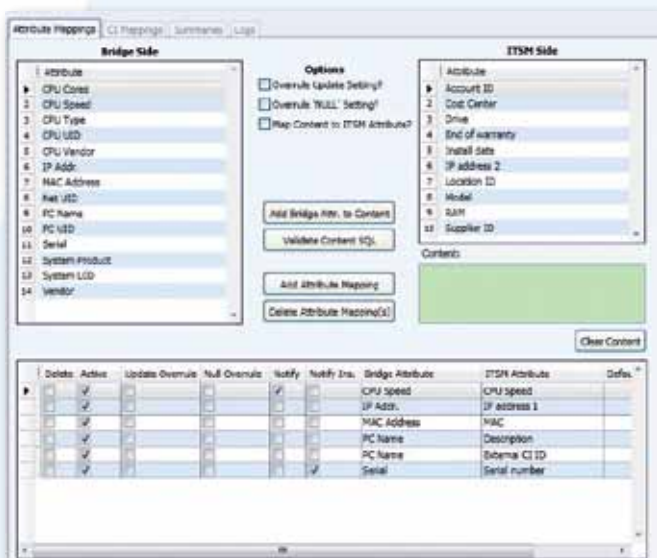 Attribute Mappings CI Mappings Summaries Logs
Bridge Side
Attribute
CPU Cores
2 CPU Speed
3 CPU Type
4 CPU UID
5 CPU Vendor
6 IP Addr.
7 MAC Address
8 Net UID
9 PC Name
10 PC UID
11 Serial
12 System Product
13 System LCD
14 Vendor
Options
Overrule Update Setting?
Overrule 'NULL' Setting?
Map Content to ITSM Attribute?
Add Bridge Attr. to Content
Validate Content SQL
Add Attribute Mapping
Delete Attribute Mapping(s)
ITSM Side
Attribute
Account ID
2 Cost Center
3 Drive
4 End of warranty
5 Install date
6 IP address 2
7 Location ID
8 Model
9 RAM
10 Supplier ID
Content:
Clear Content
Delete Active Update Overrule Null Overrule Notify Notify Ins. Bridge Attribute ITSM Attribute
CPU Speed CPU Speed
IP Addr. IP address 1
MAC Address MAC
PC Name Description
PC Name External CI ID
Serial Serial number